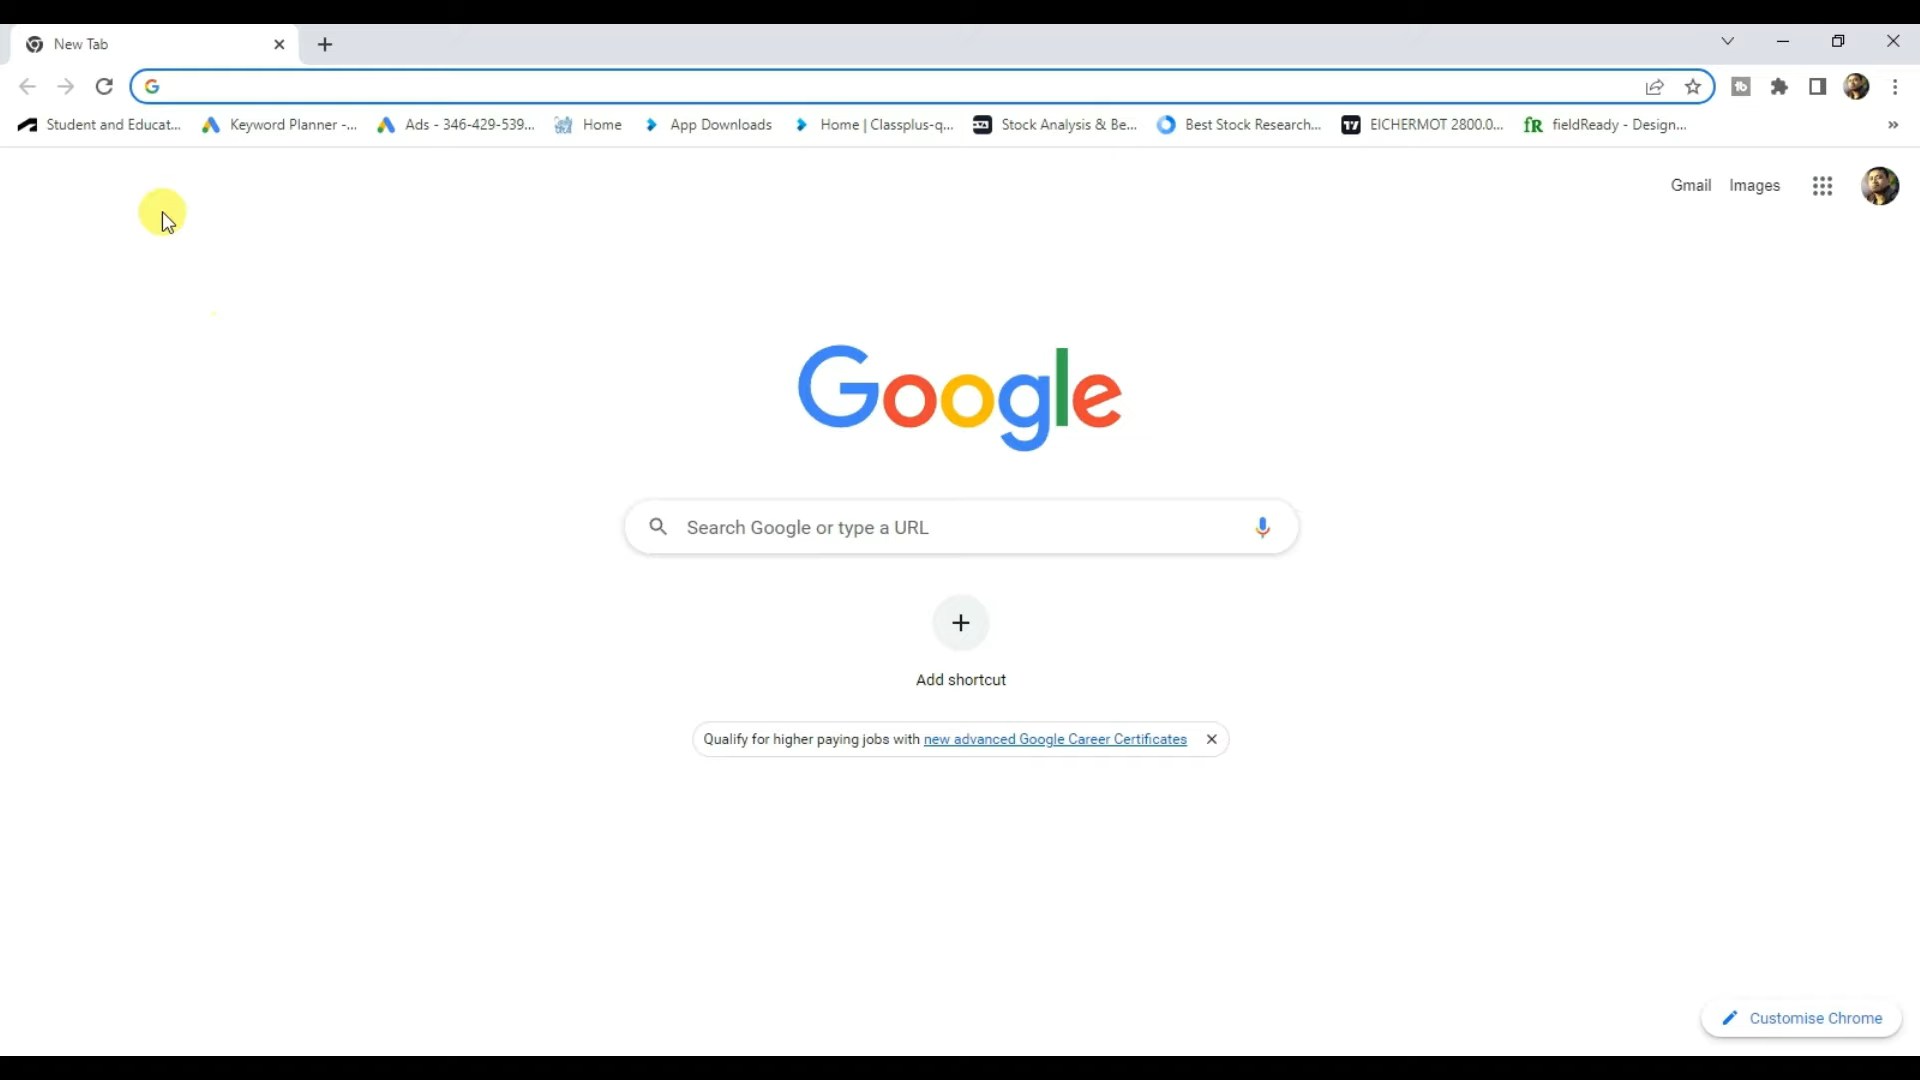 New Tab
Student and Educat... Keyword Planner -... Ads - 346-429-539... Home App Downloads Home | Classplus-q... Stock Analysis & Be... Best Stock Research... EICHERMOT 2800.0... fR fieldReady - Design... »
Gmail Images
Google
Search Google or type a URL
Add shortcut
Qualify for higher paying jobs with new advanced Google Career Certificates
Customise Chrome